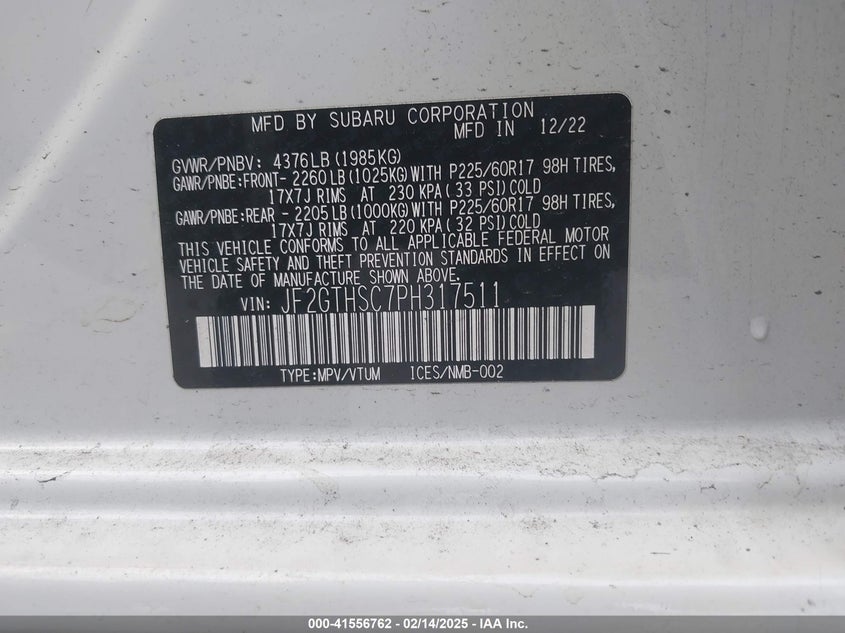 MFD BY SUBARU CORPORATION
MFD IN 12/22
GVWR/PNBV: 4376LB (1985KG)
GAWR/PNBE:FRONT- 2260LB (1025KG) WITH P225/60R17 98H TIRES,
17X7J RIMS AT 230 KPA (33 PSI) COLD
GAWR/PNBE:REAR - 2205LB (1000KG) WITH P225/60R17 98H TIRES,
17X7J RIMS AT 220 KPA (32 PSI) COLD
THIS VEHICLE CONFORMS TO ALL APPLICABLE FEDERAL MOTOR
VEHICLE SAFETY AND THEFT PREVENTION STANDARDS IN EFFECT ON
THE DATE OF MANUFACTURE SHOWN ABOVE.
VIN: JF2GTHSC7PH317511
TYPE:MPV/VTUM ICES/NMB-002
000-41556762 - 02/14/2025 - IAA Inc.